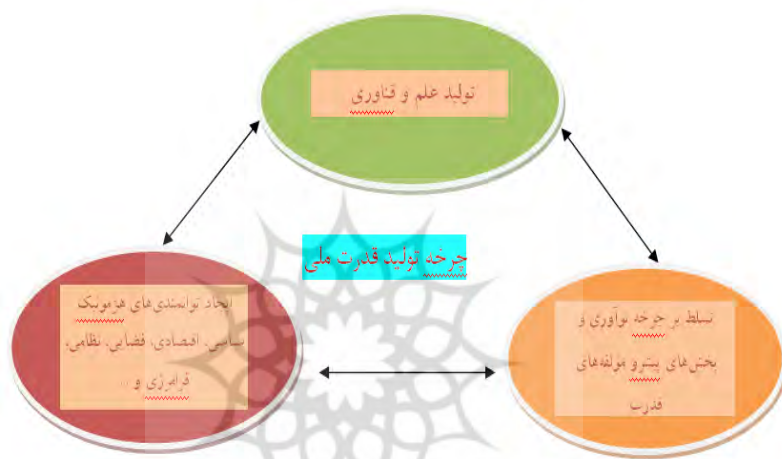 تولید علم و فناوری
چرخه تولید قدرت ملی
ایجاد توانمندی‌های هژمونیک
سیاسی، اقتصادی، فضایی، نظامی،
فرامرزی و
تسلط بر چرخه نوآوری و
بخش‌های پیشرو مؤلفه‌های
قدرت